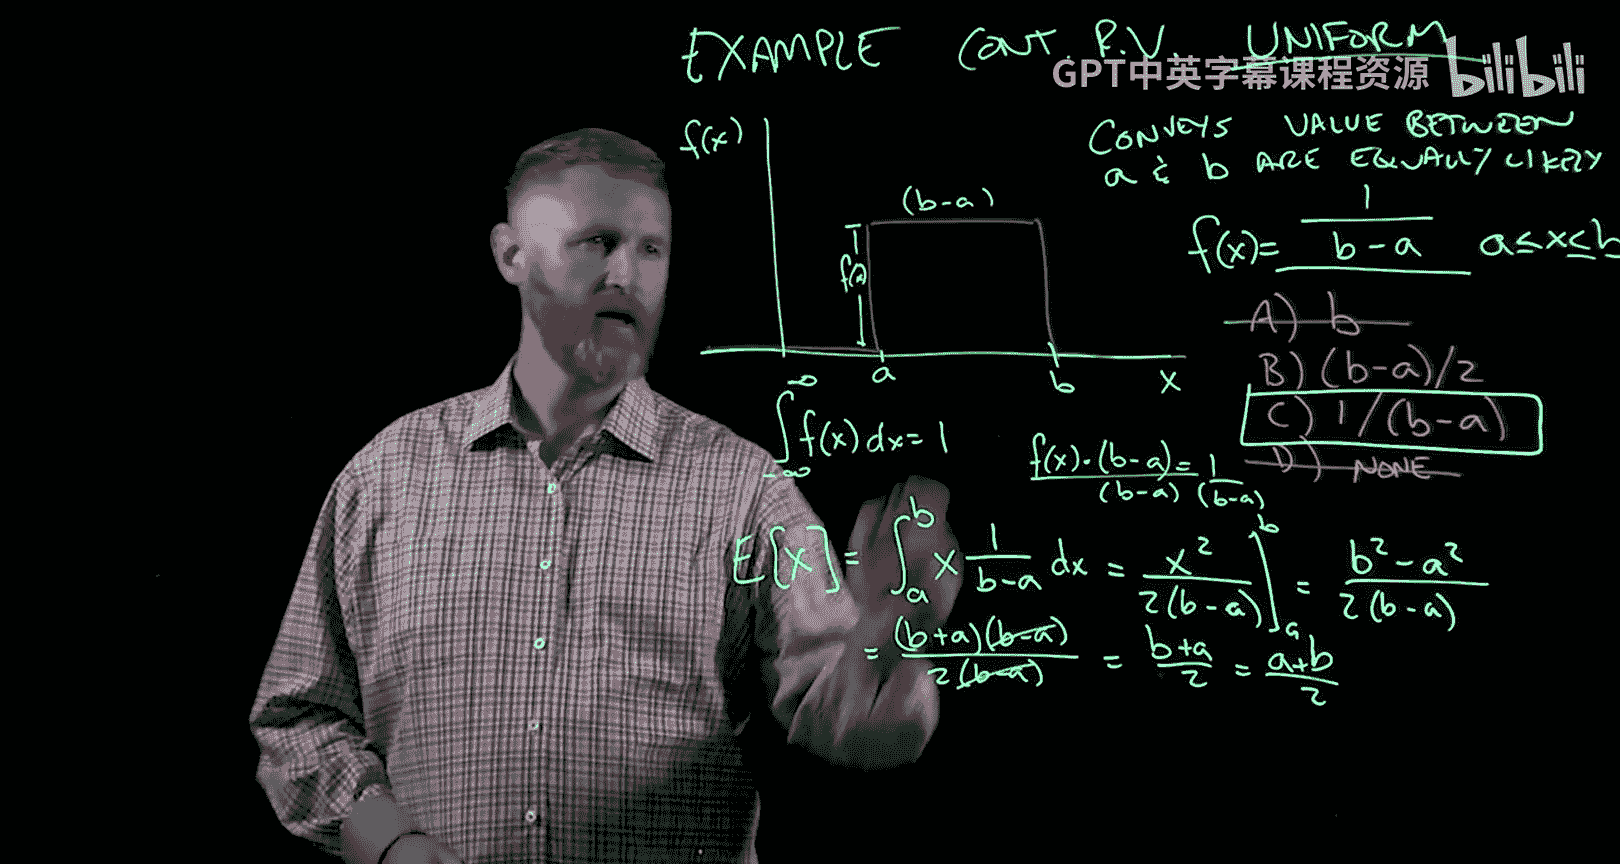 EXAMPLE CONT R.V. UNIFORM
GPT中英字幕课程资源 bilibili
CONVEYS VALUE BETWEEN
a & b ARE EQUALLY LIKELY
f(x)
(b-a)
f(x)
-∞ a b x
f(x)= 1/(b-a) a≤x≤b
A) b
B) (b-a)/2
C) 1/(b-a)
D) NONE
∫_{-∞}^{∞} f(x) dx = 1
f(x)·(b-a)/(b-a) = 1/(b-a)
E[X] = ∫_a^b x 1/(b-a) dx = x²/2(b-a) ]_a^b = b²-a²/2(b-a)
= (b+a)(b-a)/2(b-a) = b+a/2 = a+b/2